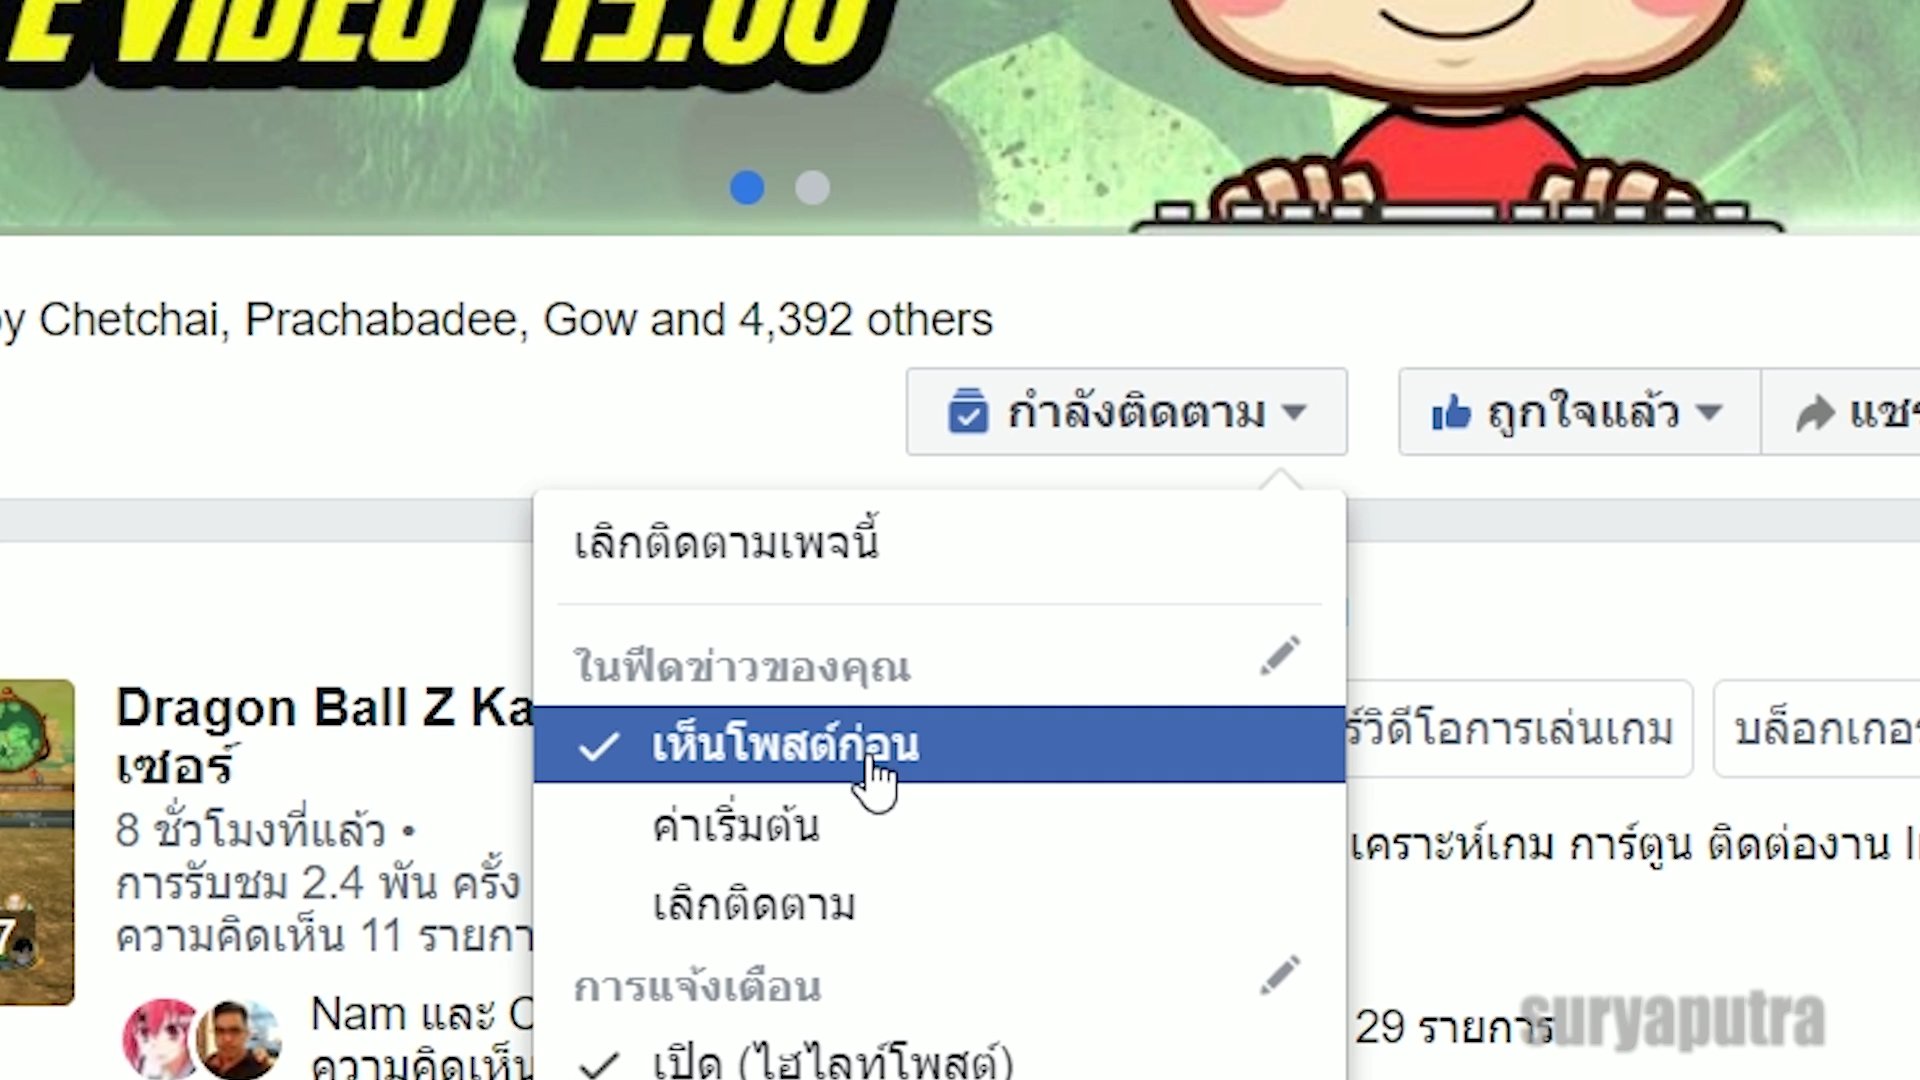 E VIDEO 15.00
by Chetchai, Prachabadee, Gow and 4,392 others
กำลังติดตาม
ถูกใจแล้ว
เลิกติดตามเพจนี้
ในฟีดข่าวของคุณ
เห็นโพสต์ก่อน
ค่าเริ่มต้น
เลิกติดตาม
การแจ้งเตือน
เปิด (ไฮไลท์โพสต์)
Dragon Ball Z Ka
เซอร์
8 ชั่วโมงที่แล้ว •
การรับชม 2.4 พัน ครั้ง
ความคิดเห็น 11 รายกา
Nam และ
ความคิดเห็น
วิดีโอการเล่นเกม
บล็อกเกอร
เคราะห์เกม การ์ตูน ติดต่องาน
29 รายการ
suryaputra